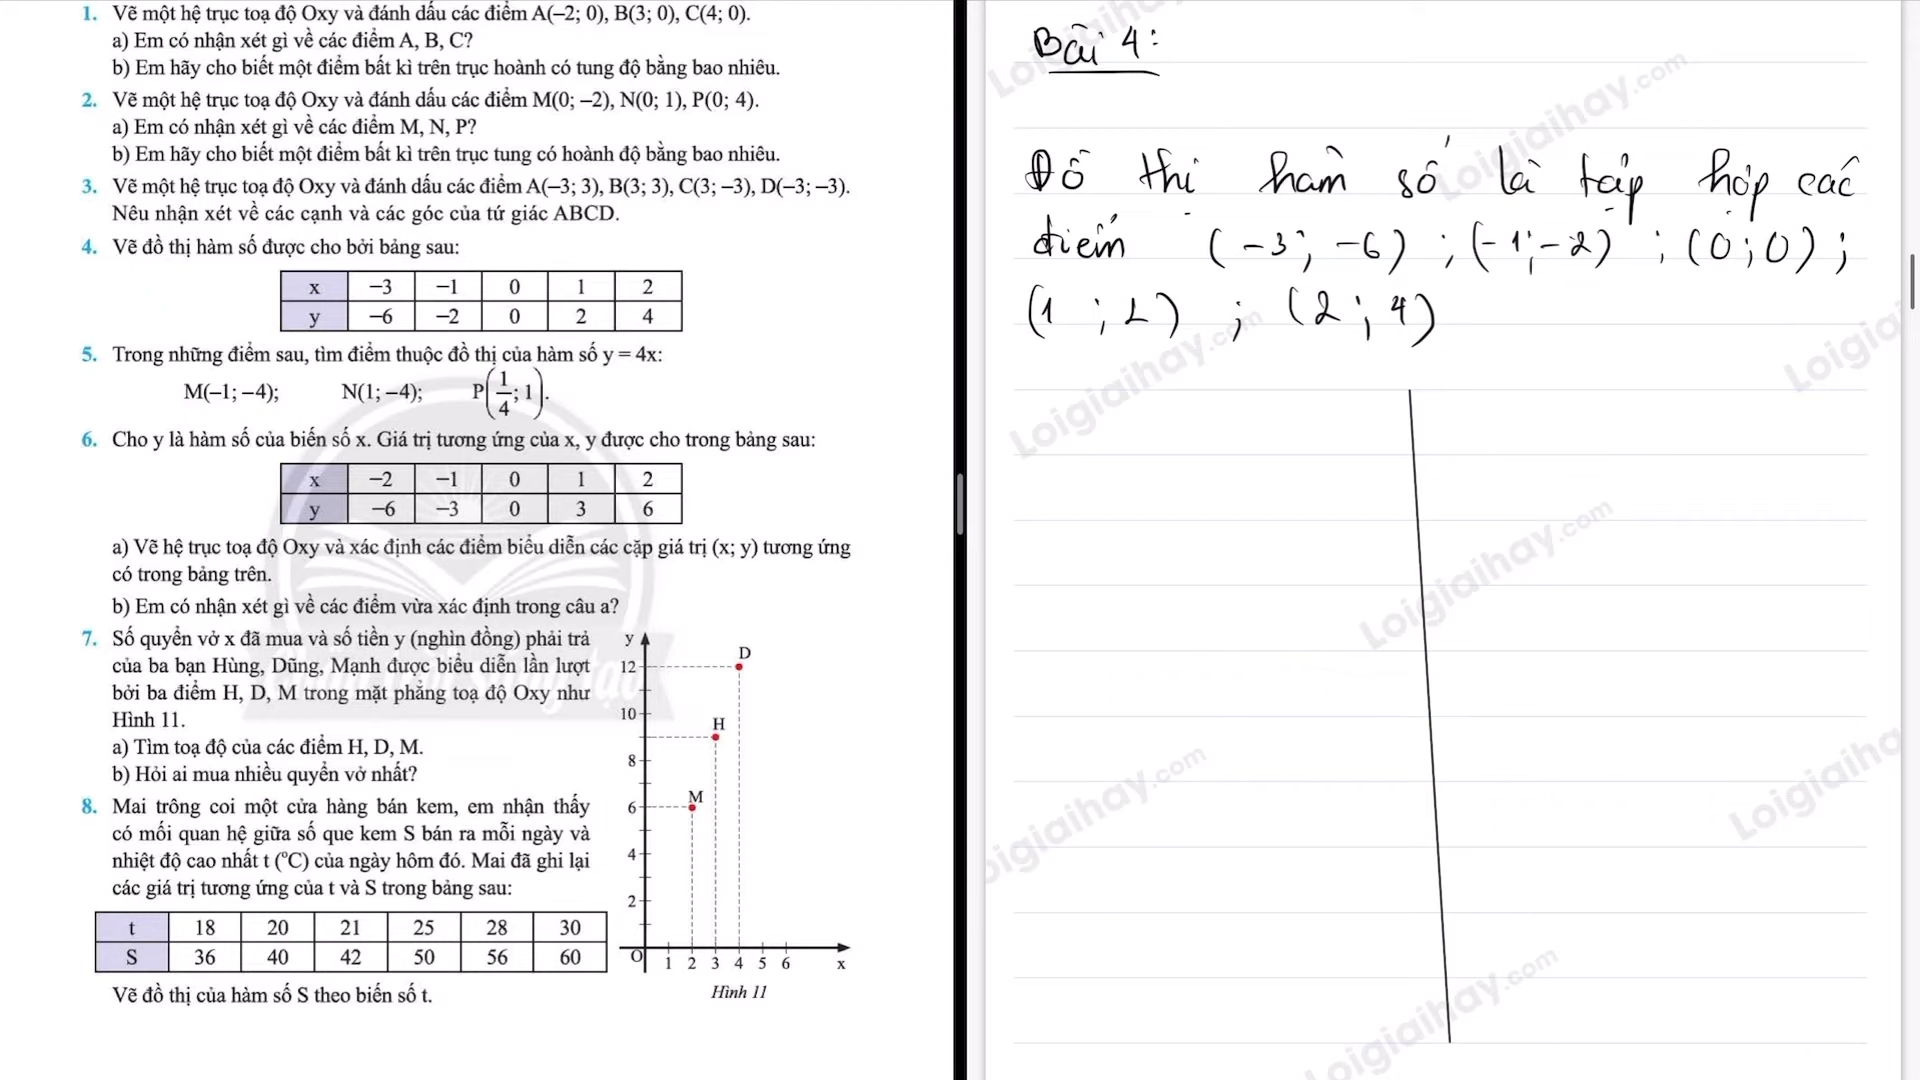 1. Vẽ một hệ trục toạ độ Oxy và đánh dấu các điểm A(–2; 0), B(3; 0), C(4; 0).
a) Em có nhận xét gì về các điểm A, B, C?
b) Em hãy cho biết một điểm bất kì trên trục hoành có tung độ bằng bao nhiêu.
2. Vẽ một hệ trục toạ độ Oxy và đánh dấu các điểm M(0; –2), N(0; 1), P(0; 4).
a) Em có nhận xét gì về các điểm M, N, P?
b) Em hãy cho biết một điểm bất kì trên trục tung có hoành độ bằng bao nhiêu.
3. Vẽ một hệ trục toạ độ Oxy và đánh dấu các điểm A(–3; 3), B(3; 3), C(3; –3), D(–3; –3).
Nêu nhận xét về các cạnh và các góc của tứ giác ABCD.
4. Vẽ đồ thị hàm số được cho bởi bảng sau:
x –3 –1 0 1 2
y –6 –2 0 2 4
5. Trong những điểm sau, tìm điểm thuộc đồ thị của hàm số y = 4x:
M(–1; –4); N(1; –4); P(1/4; 1).
6. Cho y là hàm số của biến số x. Giá trị tương ứng của x, y được cho trong bảng sau:
x –2 –1 0 1 2
y –6 –3 0 3 6
a) Vẽ hệ trục toạ độ Oxy và xác định các điểm biểu diễn các cặp giá trị (x; y) tương ứng
có trong bảng trên.
b) Em có nhận xét gì về các điểm vừa xác định trong câu a?
7. Số quyển vở x đã mua và số tiền y (nghìn đồng) phải trả
của ba bạn Hùng, Dũng, Mạnh được biểu diễn lần lượt
bởi ba điểm H, D, M trong mặt phẳng toạ độ Oxy như
Hình 11.
a) Tìm toạ độ của các điểm H, D, M.
b) Hỏi ai mua nhiều quyển vở nhất?
8. Mai trông coi một cửa hàng bán kem, em nhận thấy
có mối quan hệ giữa số que kem S bán ra mỗi ngày và
nhiệt độ cao nhất t (°C) của ngày hôm đó. Mai đã ghi lại
các giá trị tương ứng của t và S trong bảng sau:
t 18 20 21 25 28 30
S 36 40 42 50 56 60
Vẽ đồ thị của hàm số S theo biến số t.
y
D
12
10
H
8
M
6
4
2
O 1 2 3 4 5 6 x
Hình 11
Bài 4:
Đồ thị hàm số là tập hợp các
điểm (-3; -6) ; (-1; -2) ; (0; 0) ;
(1 ; 2) ; (2; 4)
Loigiaih
Loigiaihay.com
Loigiaihay.com
Loigia
Loigiaihay.com
oigiaihay.com
Loigiaiha
Loigiaihay.com